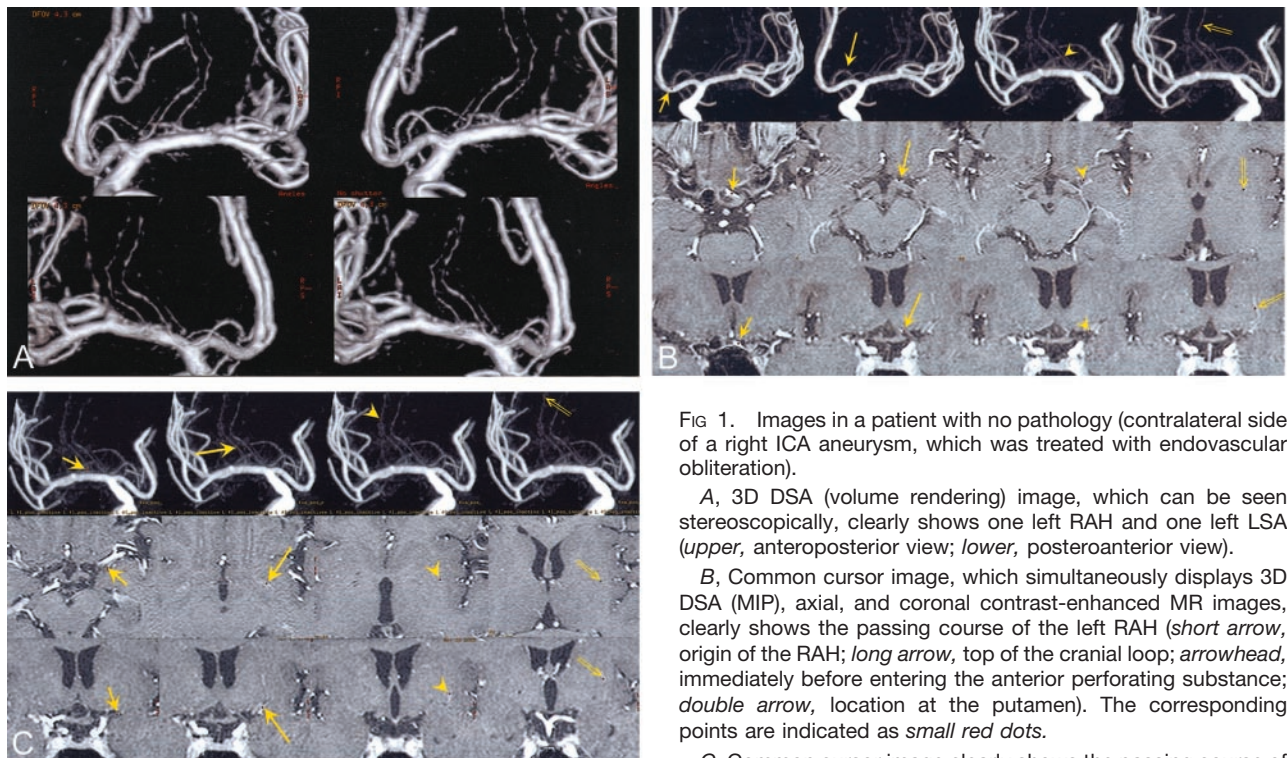 DFOV 4.3 cm
No shutter
A
B
C
FIG 1. Images in a patient with no pathology (contralateral side
of a right ICA aneurysm, which was treated with endovascular
obliteration).
A, 3D DSA (volume rendering) image, which can be seen
stereoscopically, clearly shows one left RAH and one left LSA
(upper, anteroposterior view; lower, posteroanterior view).
B, Common cursor image, which simultaneously displays 3D
DSA (MIP), axial, and coronal contrast-enhanced MR images,
clearly shows the passing course of the left RAH (short arrow,
origin of the RAH; long arrow, top of the cranial loop; arrowhead,
immediately before entering the anterior perforating substance;
double arrow, location at the putamen). The corresponding
points are indicated as small red dots.